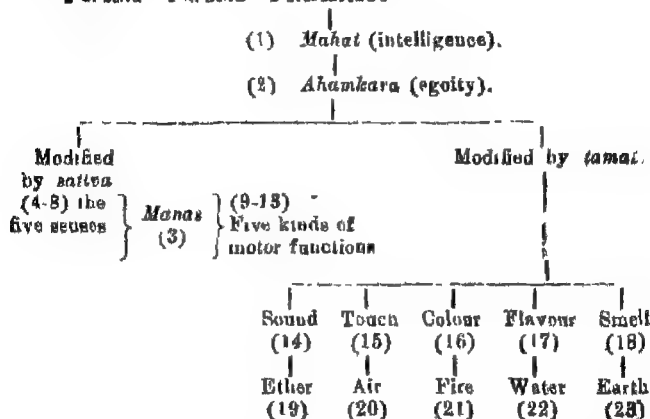 (1) Mahat (intelligence).
(2) Ahamkara (egoity).
Modified Modified by tamas.
by sattva
(4-8) the (9-13)
five senses Manas Five kinds of
(3) motor functions
Sound Touch Colour Flavour Smell
(14) (15) (16) (17) (18)
Ether Air Fire Water Earth
(19) (20) (21) (22) (23)